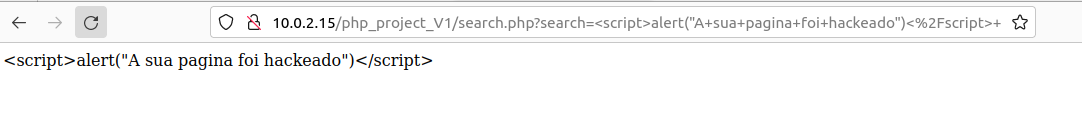 10.0.2.15/php_project_V1/search.php?search=<script>alert("A+sua+pagina+foi+hackeado")<%2Fscript>+
<script>alert("A sua pagina foi hackeado")</script>